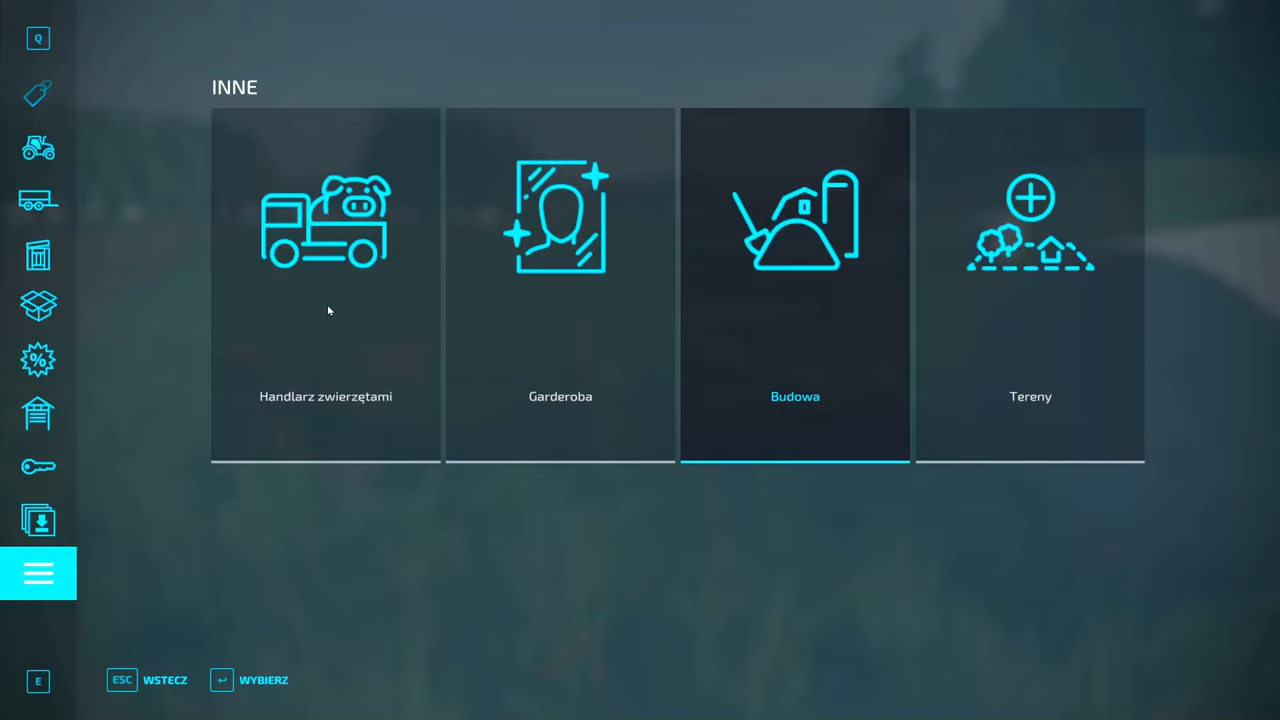 Q
INNE
%
Handlarz zwierzętami
Garderoba
Budowa
Tereny
E
ESC WSTECZ
↩ WYBIERZ